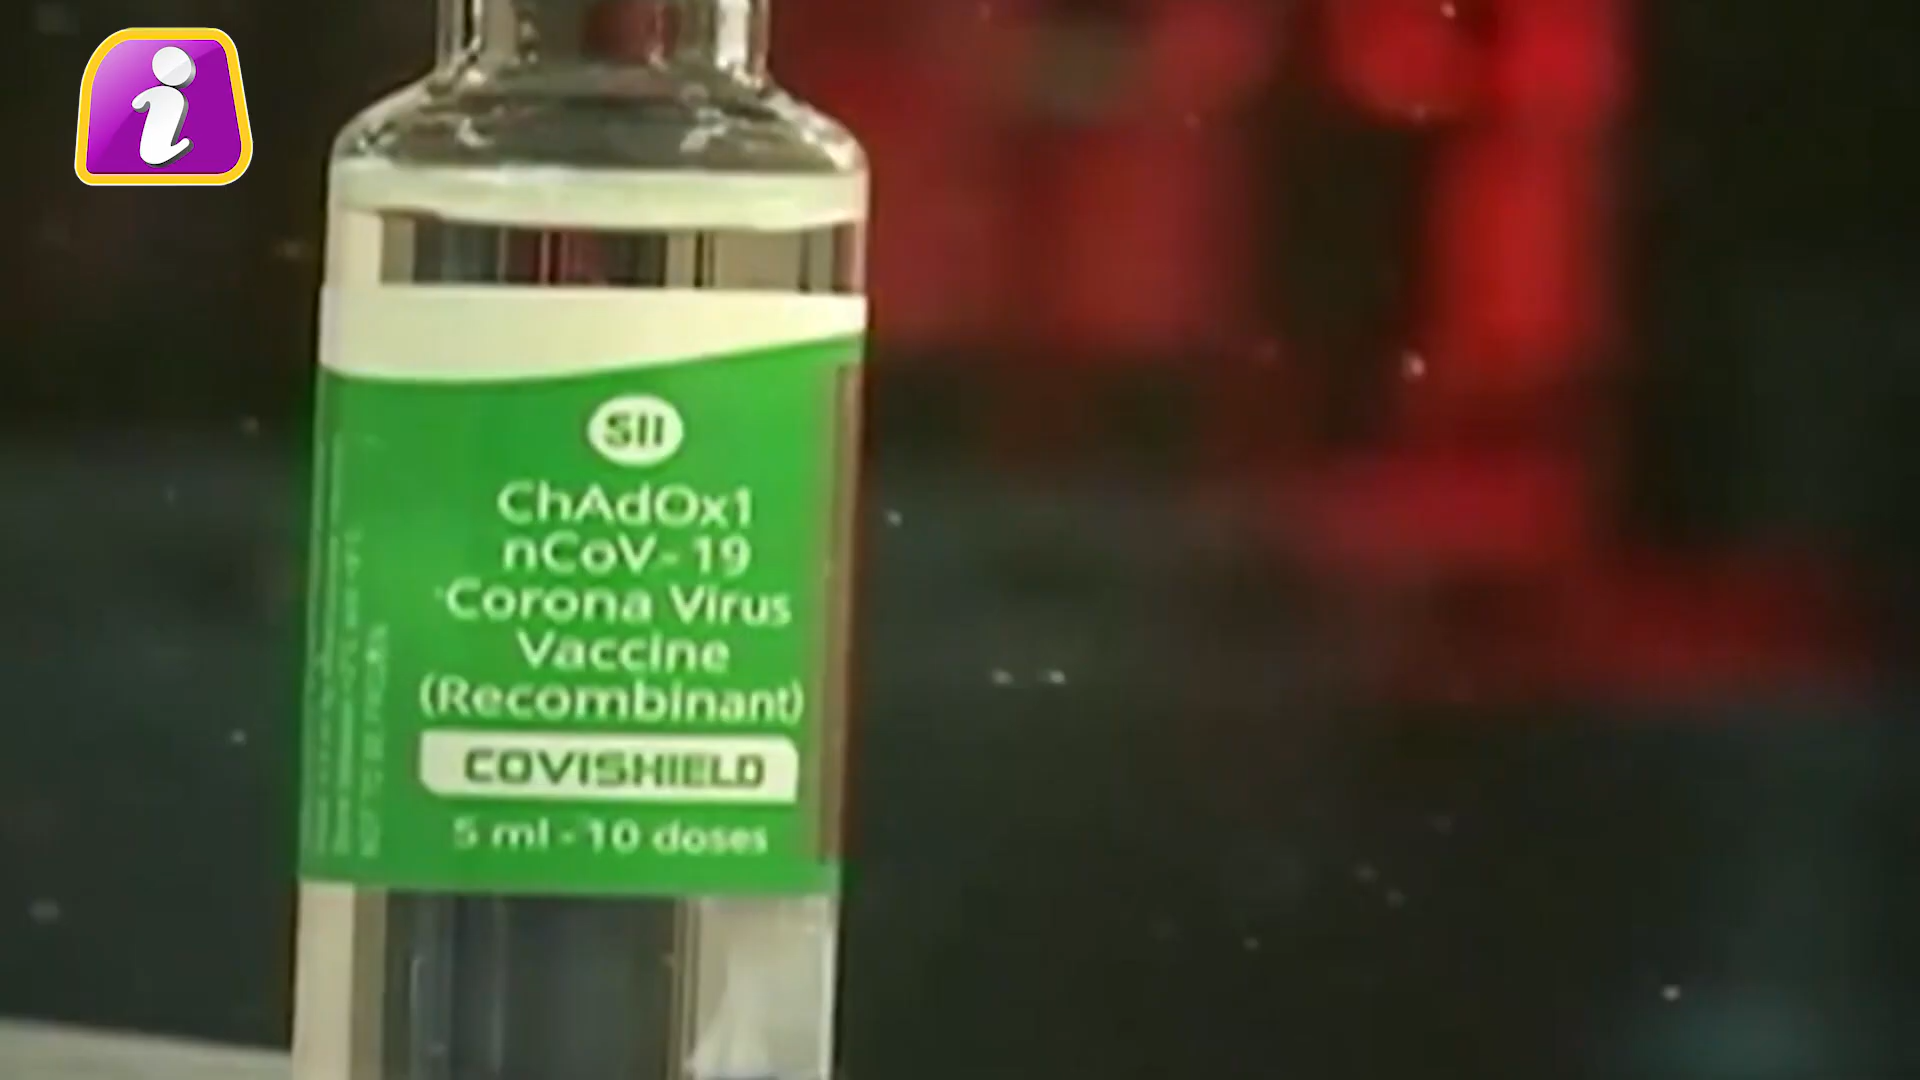 SII
ChAdOx1
nCoV- 19
Corona Virus
Vaccine
(Recombinant)
COVISHIELD
5 ml - 10 doses